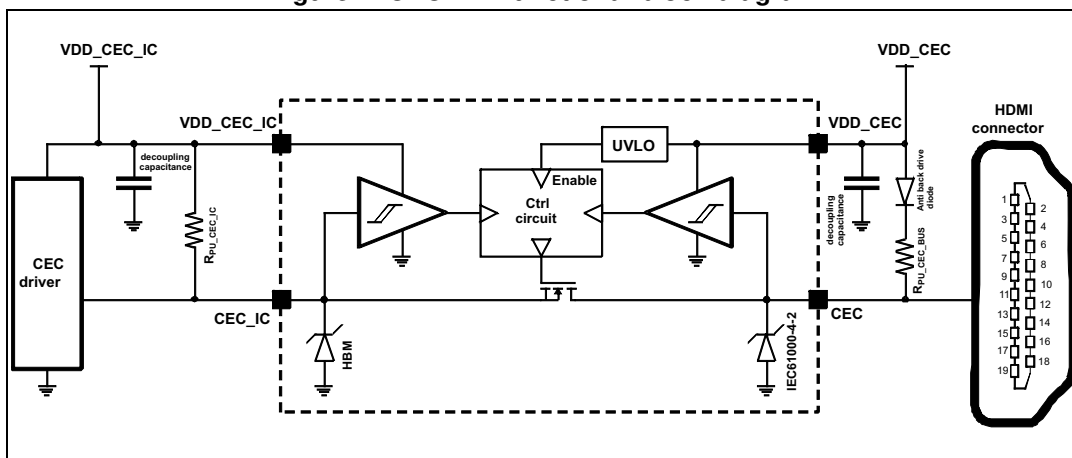 VDD_CEC_IC
VDD_CEC
HDMI
connector
VDD_CEC_IC
VDD_CEC
UVLO
decoupling
capacitance
Enable
Ctrl
circuit
decoupling
capacitance
Anti back drive
diode
RPU_CEC_IC
RPU_CEC_BUS
CEC
driver
CEC_IC
CEC
HBM
IEC61000-4-2
1
2
3
4
5
6
7
8
9
10
11
12
13
14
15
16
17
18
19